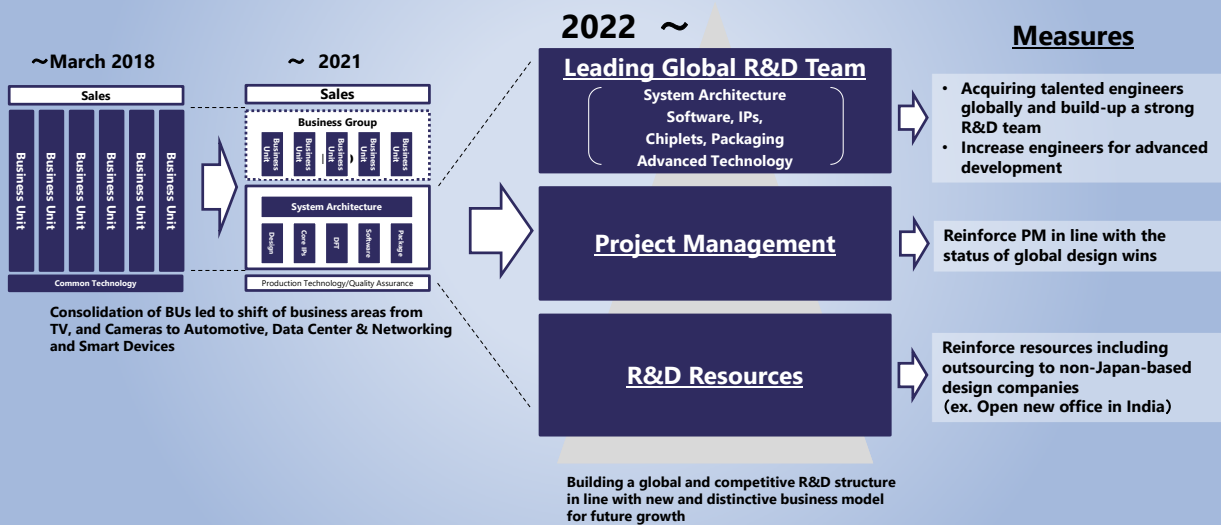 ~March 2018
Sales
Business Unit
Business Unit
Business Unit
Business Unit
Business Unit
Business Unit
Common Technology
~ 2021
Sales
Business Group
Business Unit
Business Unit
Business Unit
Business Unit
Business Unit
System Architecture
Design
Core IPs
DFT
Software
Package
Production Technology/Quality Assurance
Consolidation of BUs led to shift of business areas from
TV, and Cameras to Automotive, Data Center & Networking
and Smart Devices
2022 ~
Leading Global R&D Team
System Architecture
Software, IPs,
Chiplets, Packaging
Advanced Technology
Project Management
R&D Resources
Building a global and competitive R&D structure
in line with new and distinctive business model
for future growth
Measures
• Acquiring talented engineers
globally and build-up a strong
R&D team
• Increase engineers for advanced
development
Reinforce PM in line with the
status of global design wins
Reinforce resources including
outsourcing to non-Japan-based
design companies
（ex. Open new office in India）